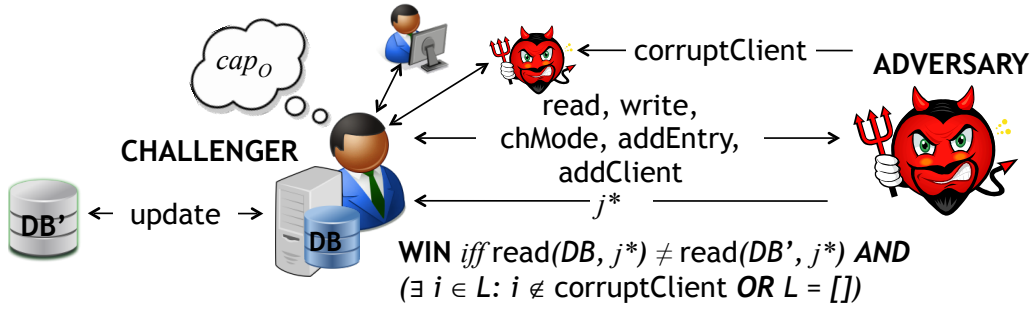 corruptClient
ADVERSARY
cap_O
read, write,
chMode, addEntry,
addClient
CHALLENGER
j*
DB'
update
DB
WIN iff read(DB, j*) ≠ read(DB', j*) AND
(∃ i ∈ L: i ∉ corruptClient OR L = [])